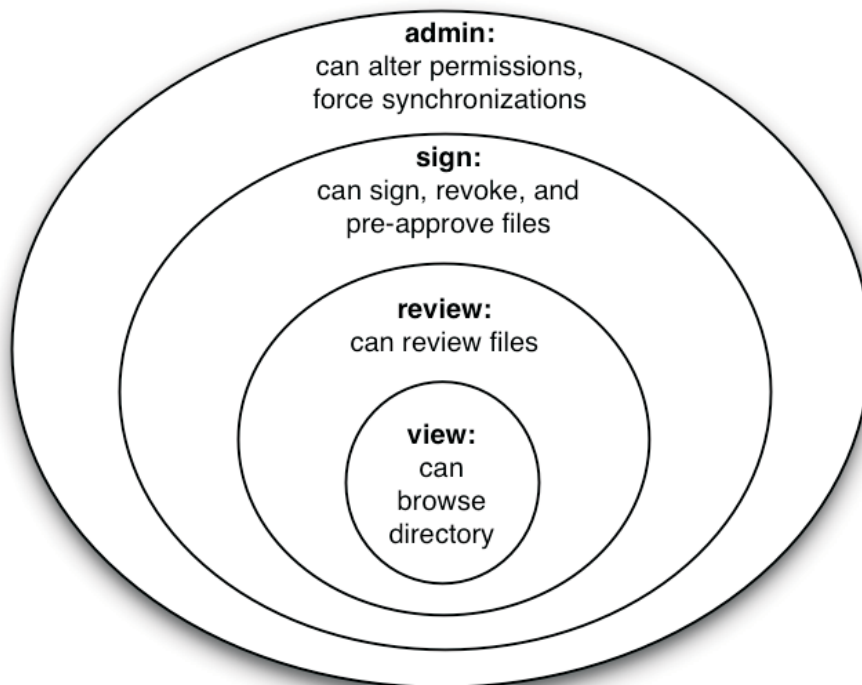 admin:
can alter permissions,
force synchronizations
sign:
can sign, revoke, and
pre-approve files
review:
can review files
view:
can
browse
directory